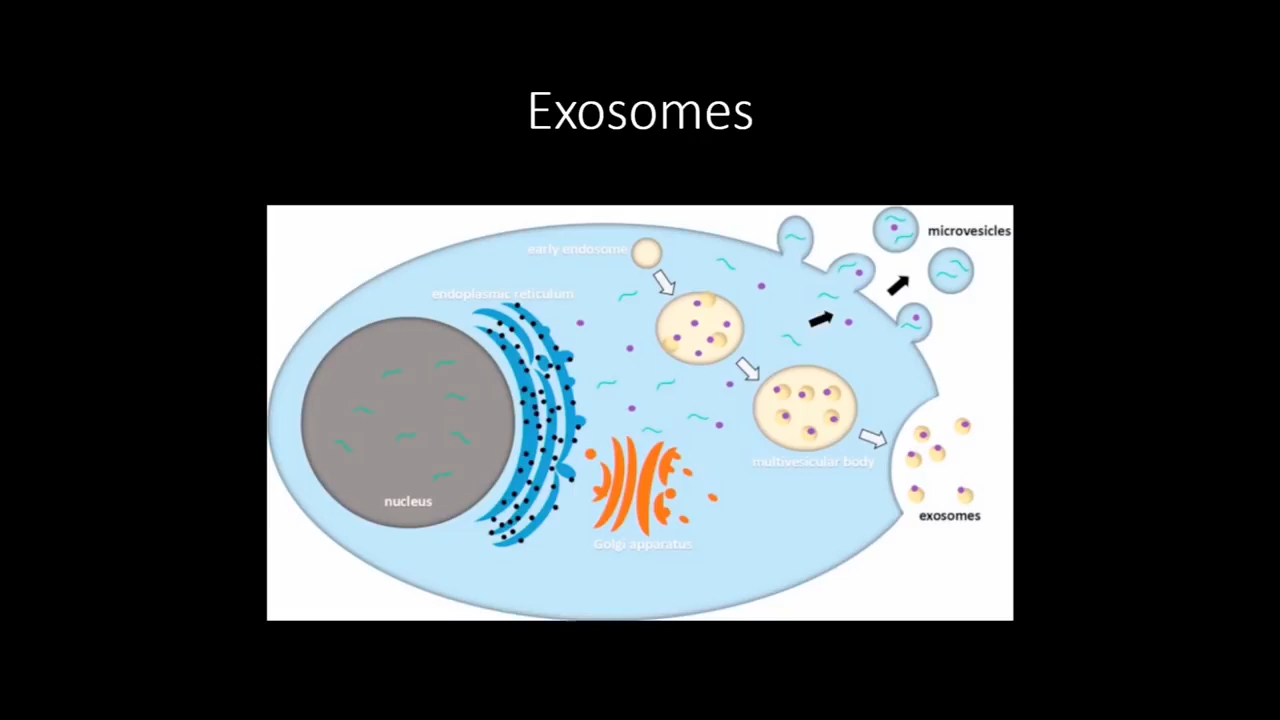 Exosomes
microvesicles
early endosome
endoplasmic reticulum
multivesicular body
nucleus
exosomes
Golgi apparatus